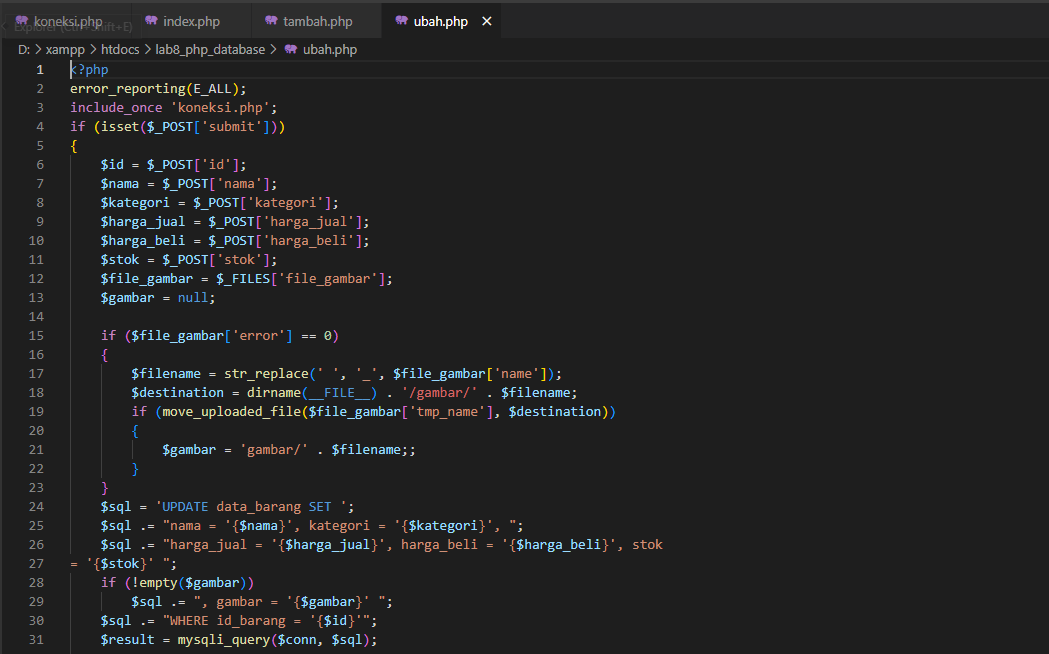 koneksi.php index.php tambah.php ubah.php ×
Explorer (Ctrl+Shift+E)
D: > xampp > htdocs > lab8_php_database > ubah.php
1 <?php
2 error_reporting(E_ALL);
3 include_once 'koneksi.php';
4 if (isset($_POST['submit']))
5 {
6     $id = $_POST['id'];
7     $nama = $_POST['nama'];
8     $kategori = $_POST['kategori'];
9     $harga_jual = $_POST['harga_jual'];
10     $harga_beli = $_POST['harga_beli'];
11     $stok = $_POST['stok'];
12     $file_gambar = $_FILES['file_gambar'];
13     $gambar = null;
14
15     if ($file_gambar['error'] == 0)
16     {
17         $filename = str_replace(' ', '_', $file_gambar['name']);
18         $destination = dirname(__FILE__) . '/gambar/' . $filename;
19         if (move_uploaded_file($file_gambar['tmp_name'], $destination))
20         {
21             $gambar = 'gambar/' . $filename;;
22         }
23     }
24     $sql = 'UPDATE data_barang SET ';
25     $sql .= "nama = '{$nama}', kategori = '{$kategori}', ";
26     $sql .= "harga_jual = '{$harga_jual}', harga_beli = '{$harga_beli}', stok
27 = '{$stok}' ";
28     if (!empty($gambar))
29         $sql .= ", gambar = '{$gambar}' ";
30     $sql .= "WHERE id_barang = '{$id}'";
31     $result = mysqli_query($conn, $sql);